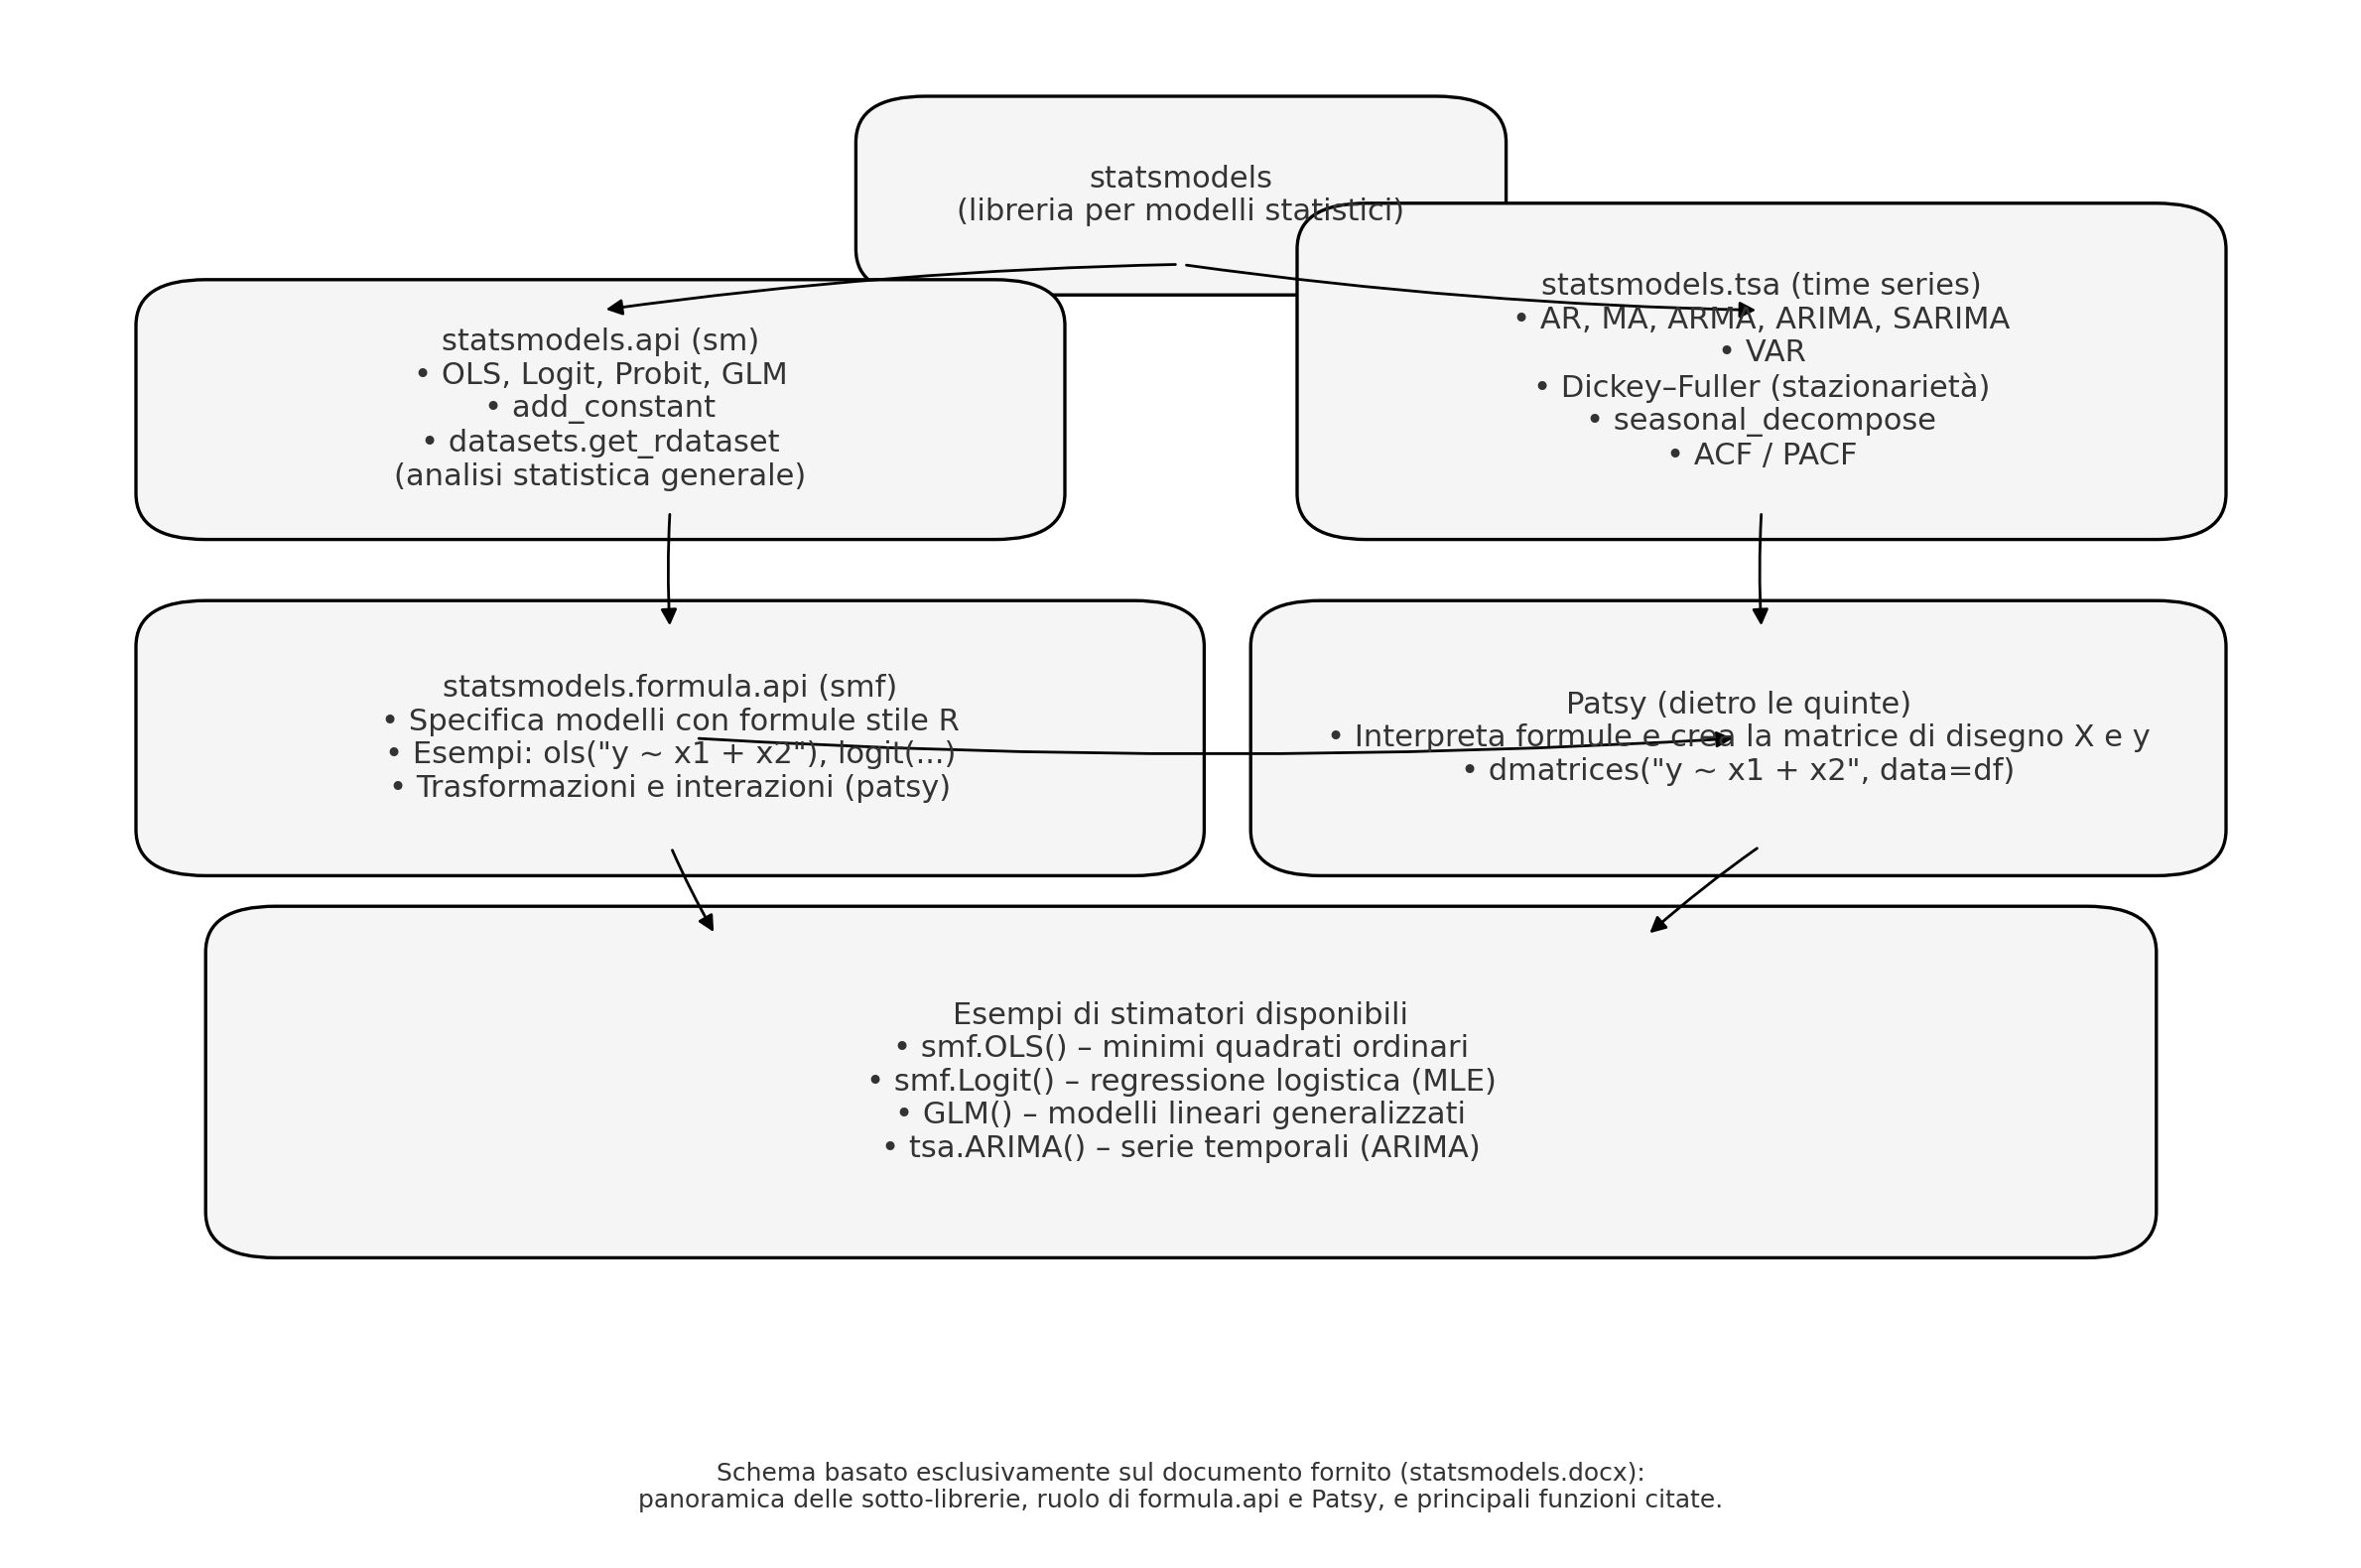 statsmodels
(libreria per modelli statistici)
statsmodels.api (sm)
• OLS, Logit, Probit, GLM
• add_constant
• datasets.get_rdataset
(analisi statistica generale)
statsmodels.tsa (time series)
• AR, MA, ARMA, ARIMA, SARIMA
• VAR
• Dickey–Fuller (stazionarietà)
• seasonal_decompose
• ACF / PACF
statsmodels.formula.api (smf)
• Specifica modelli con formule stile R
• Esempi: ols("y ~ x1 + x2"), logit(...)
• Trasformazioni e interazioni (patsy)
Patsy (dietro le quinte)
• Interpreta formule e crea la matrice di disegno X e y
• dmatrices("y ~ x1 + x2", data=df)
Esempi di stimatori disponibili
• smf.OLS() – minimi quadrati ordinari
• smf.Logit() – regressione logistica (MLE)
• GLM() – modelli lineari generalizzati
• tsa.ARIMA() – serie temporali (ARIMA)
Schema basato esclusivamente sul documento fornito (statsmodels.docx):
panoramica delle sotto-librerie, ruolo di formula.api e Patsy, e principali funzioni citate.